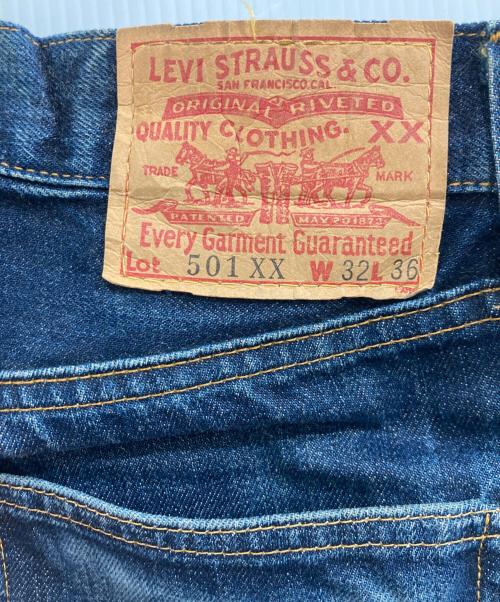 LEVI STRAUSS & CO.
SAN FRANCISCO, CAL.
ORIGINAL RIVETED
QUALITY CLOTHING. XX
TRADE MARK
PATENTED MAY 20 1873
Every Garment Guaranteed
Lot 501 XX W 32 L 36